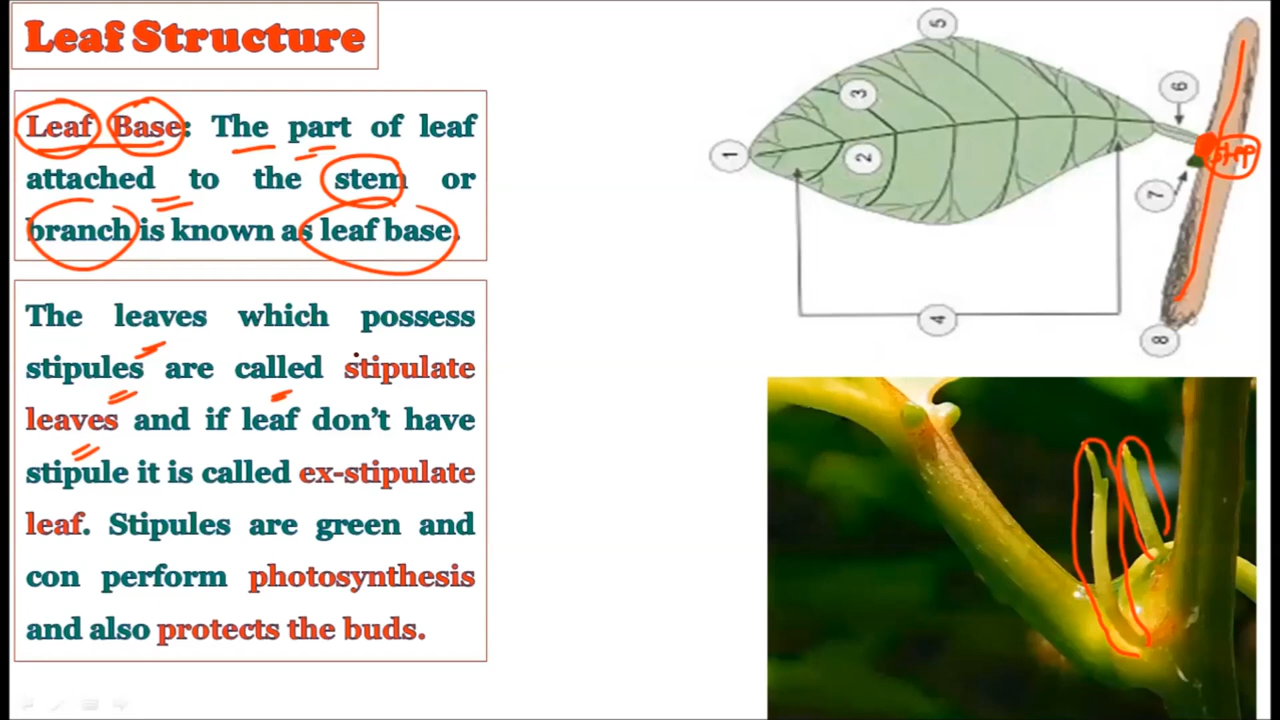 Leaf Structure
Leaf Base: The part of leaf
attached to the stem or
branch is known as leaf base.
The leaves which possess
stipules are called stipulate
leaves and if leaf don't have
stipule it is called ex-stipulate
leaf. Stipules are green and
con perform photosynthesis
and also protects the buds.
5
3
6
1
2
7
4
8